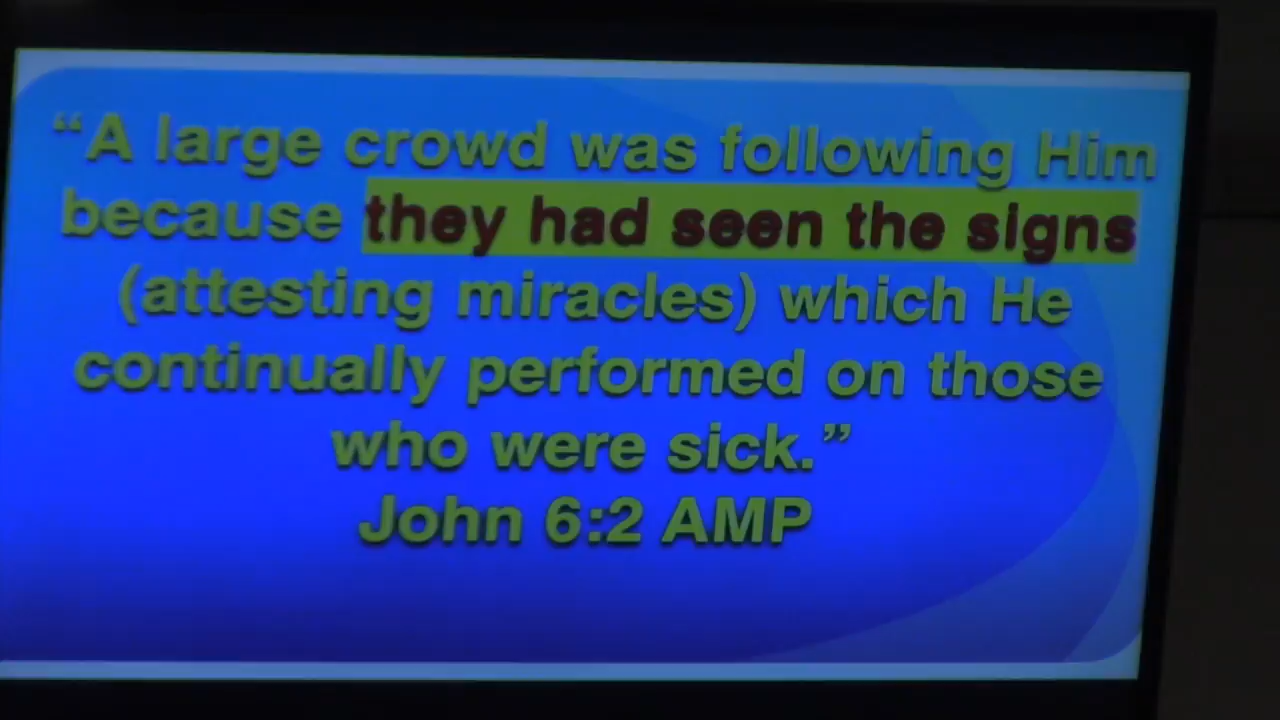 “A large crowd was following Him
because they had seen the signs
(attesting miracles) which He
continually performed on those
who were sick.”
John 6:2 AMP